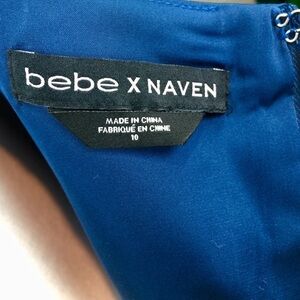 bebe X NAVEN
MADE IN CHINA
FABRIQUÉ EN CHINE
10